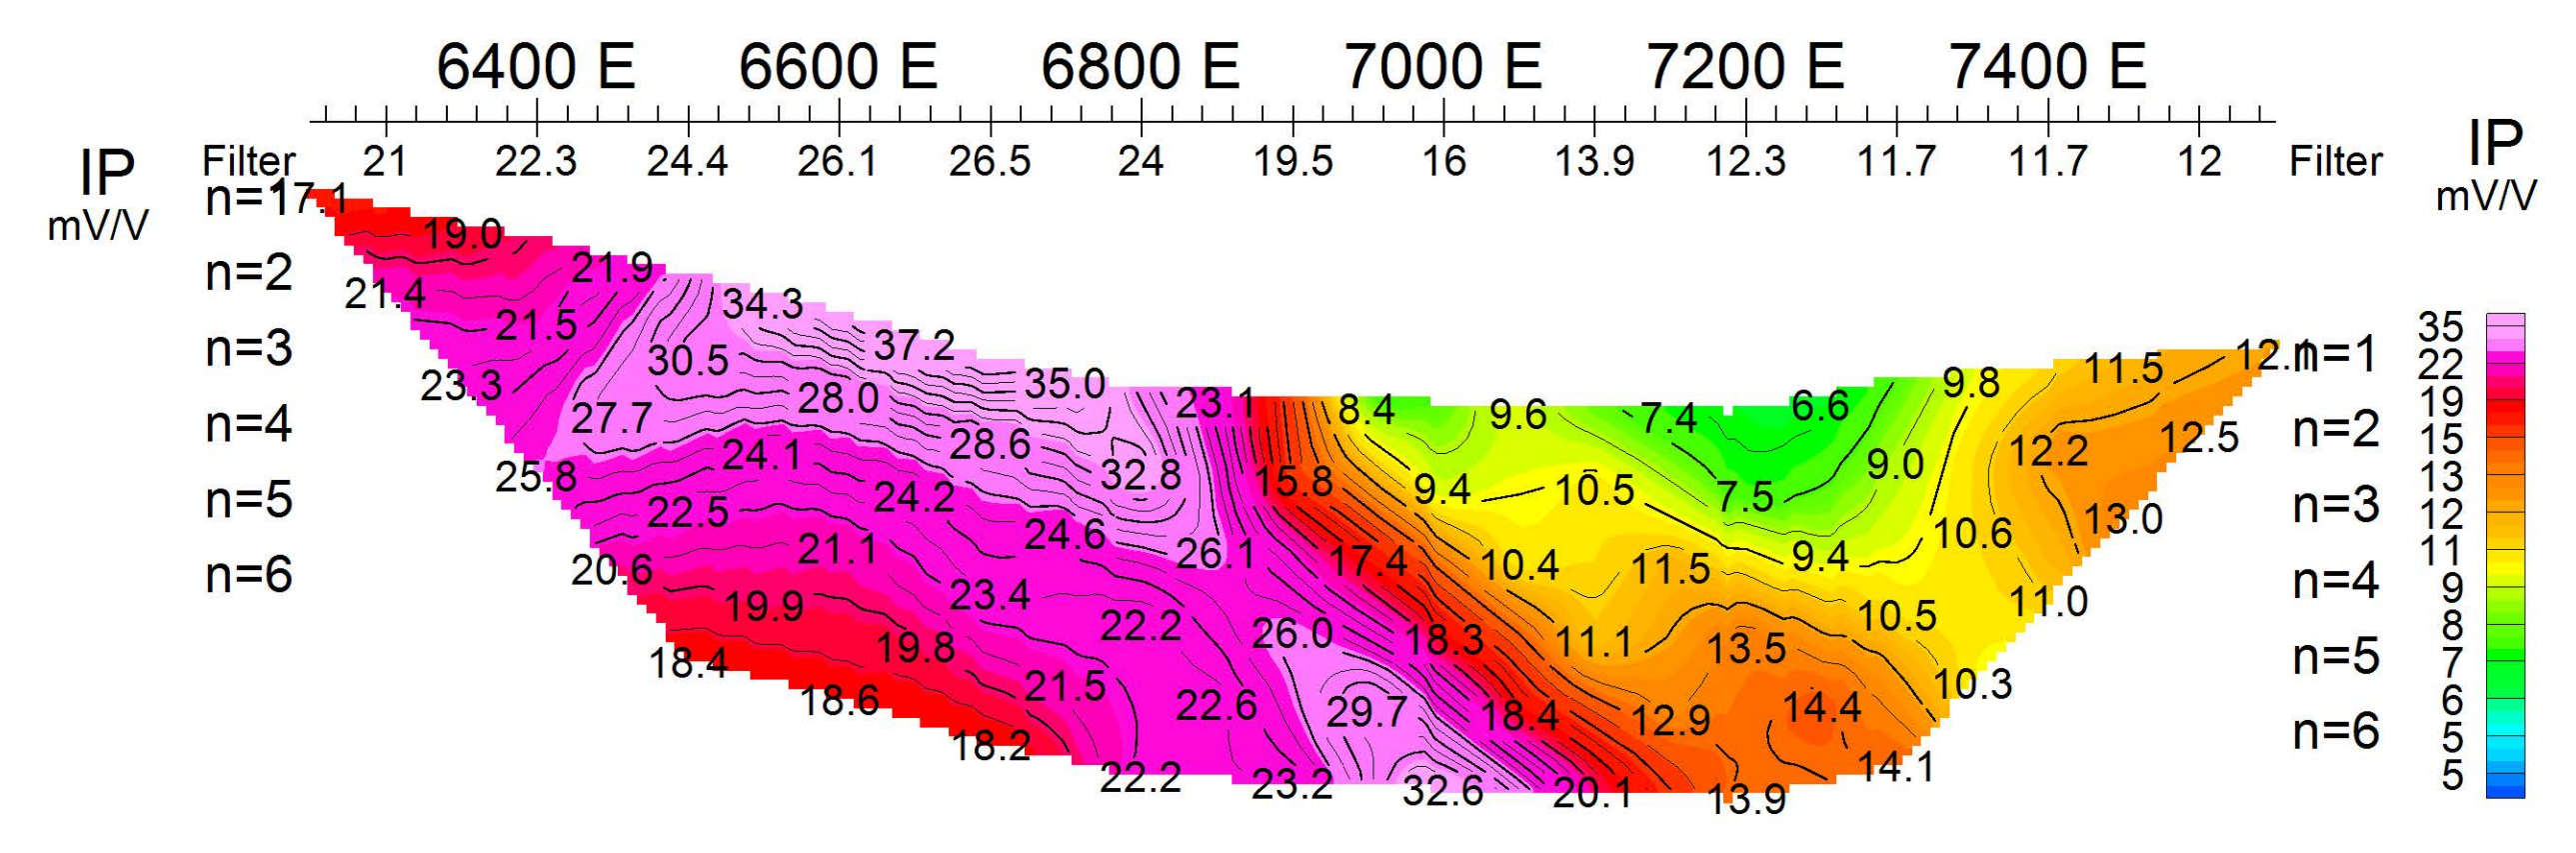 6400 E 6600 E 6800 E 7000 E 7200 E 7400 E
IP mV/V
Filter 21 22.3 24.4 26.1 26.5 24 19.5 16 13.9 12.3 11.7 11.7 12 Filter
IP mV/V
n=1 17.1 19.0 21.9 34.3 37.2 35.0 23.1 8.4 9.6 7.4 6.6 9.8 11.5 12.1 n=1
n=2 21.4 21.5 30.5 28.0 28.6 32.8 15.8 9.4 10.5 7.5 9.0 12.2 12.5 n=2
n=3 23.3 27.7 24.1 24.2 24.6 26.1 17.4 10.4 11.5 9.4 10.6 13.0 n=3
n=4 25.8 22.5 21.1 23.4 22.2 26.0 18.3 11.1 13.5 10.5 11.0 n=4
n=5 20.6 19.9 19.8 21.5 22.6 29.7 18.4 12.9 14.4 10.3 n=5
n=6 18.4 18.6 18.2 22.2 23.2 32.6 20.1 13.9 14.1 n=6
35
22
19
15
13
12
11
9
8
7
6
5
5